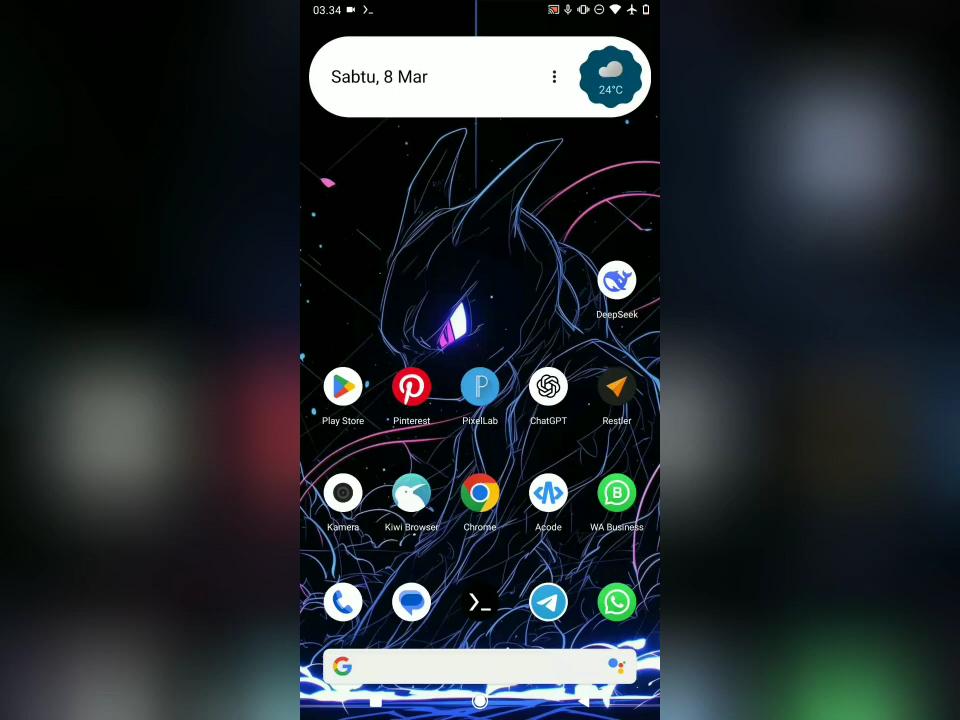 03.34
Sabtu, 8 Mar
24°C
DeepSeek
Play Store
Pinterest
PixelLab
ChatGPT
Restler
Kamera
Kiwi Browser
Chrome
Acode
WA Business